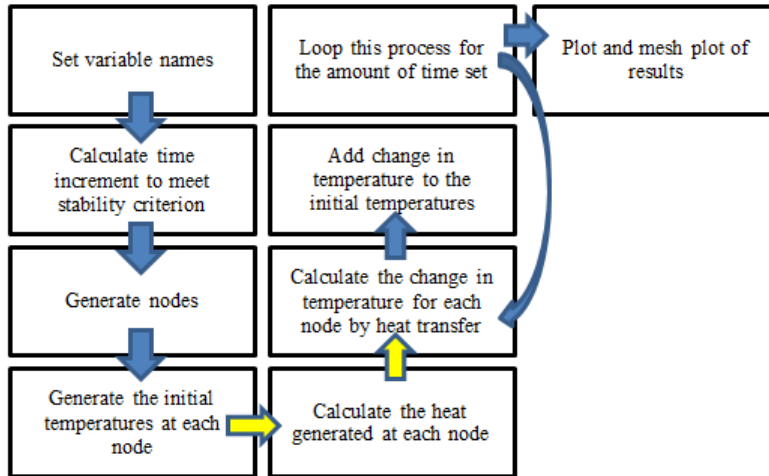 Set variable names
Calculate time
increment to meet
stability criterion
Generate nodes
Generate the initial
temperatures at each
node
Calculate the heat
generated at each node
Calculate the change in
temperature for each
node by heat transfer
Add change in
temperature to the
initial temperatures
Loop this process for
the amount of time set
Plot and mesh plot of
results